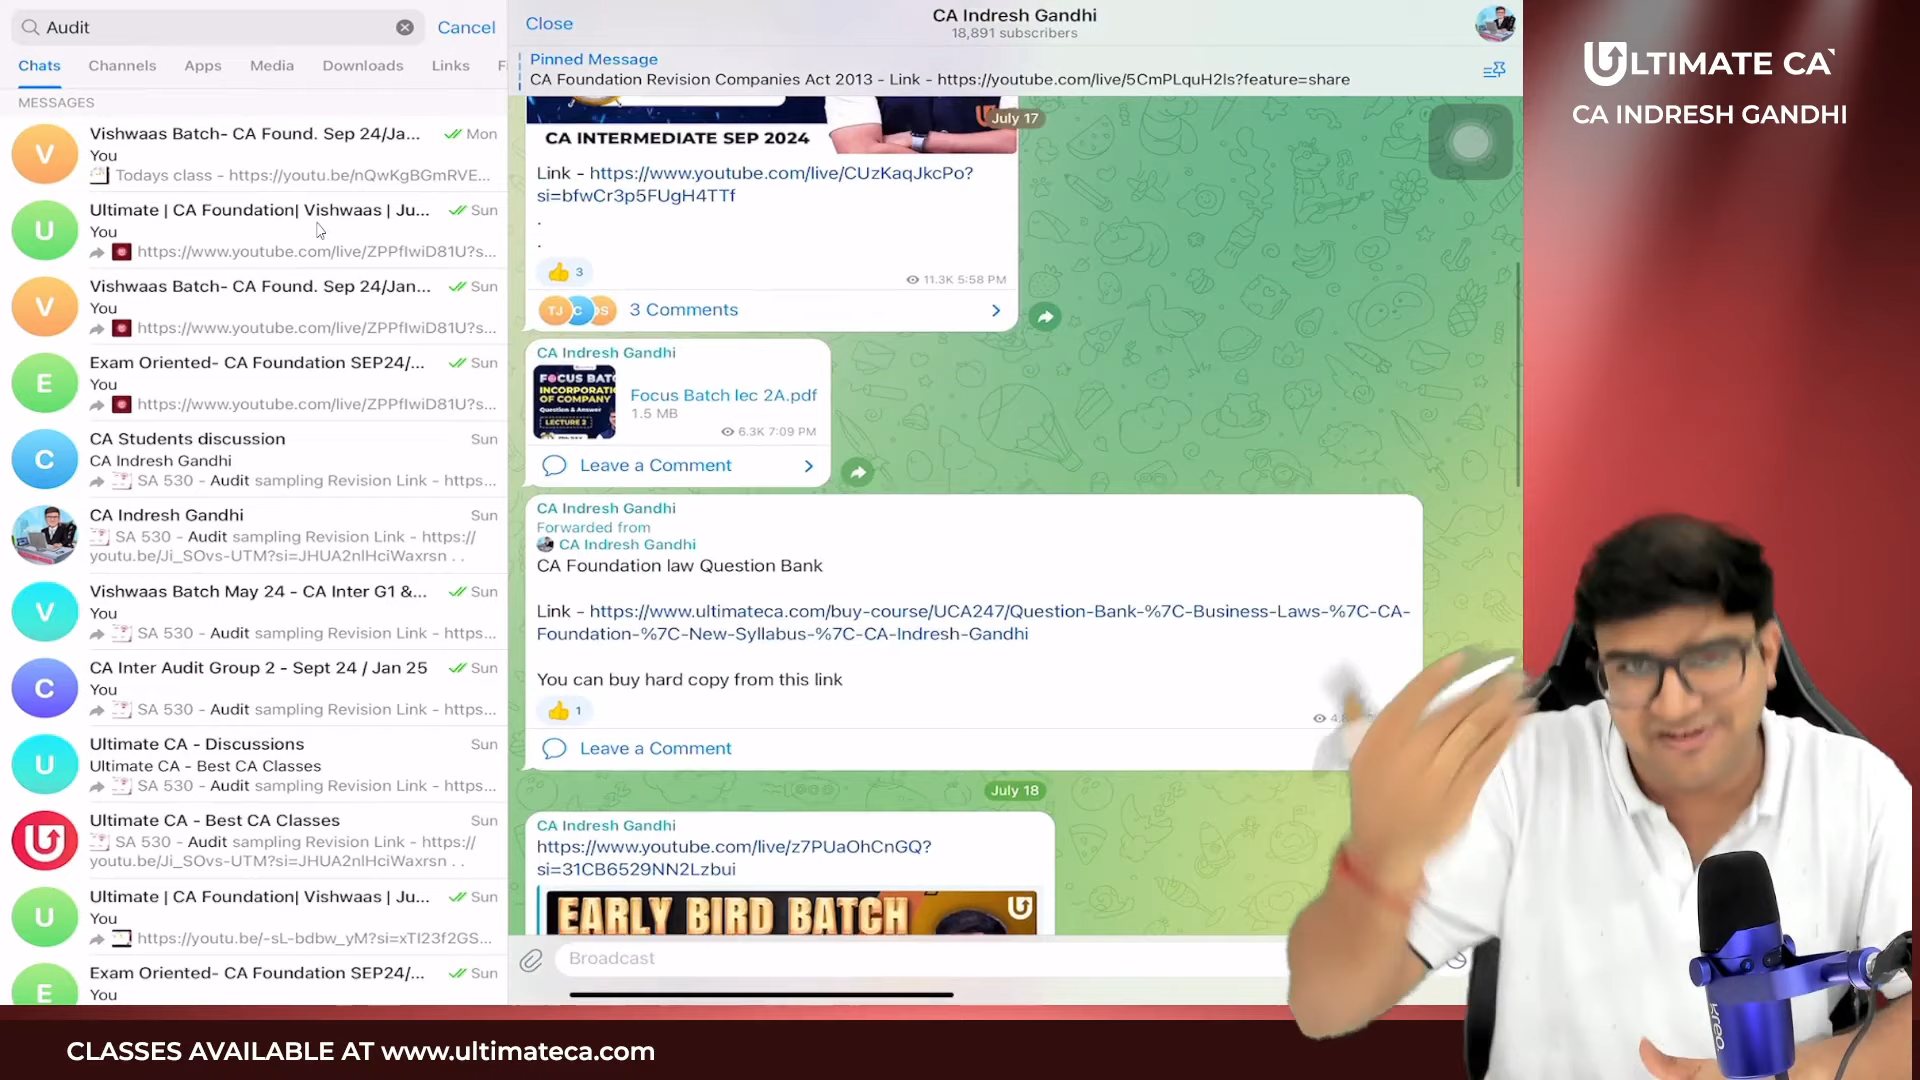 Audit
Cancel
Chats
Channels
Apps
Media
Downloads
Links
MESSAGES
V
Vishwaas Batch- CA Found. Sep 24/Ja...
Mon
You
Todays class - https://youtu.be/nQwKgBGmRVE...
U
Ultimate | CA Foundation| Vishwaas | Ju...
Sun
You
https://www.youtube.com/live/ZPPfIwiD81U?s...
V
Vishwaas Batch- CA Found. Sep 24/Jan...
Sun
You
https://www.youtube.com/live/ZPPfIwiD81U?s...
E
Exam Oriented- CA Foundation SEP24/...
Sun
You
https://www.youtube.com/live/ZPPfIwiD81U?s...
C
CA Students discussion
Sun
CA Indresh Gandhi
SA 530 - Audit sampling Revision Link - https...
CA Indresh Gandhi
Sun
SA 530 - Audit sampling Revision Link - https://
youtu.be/Ji_SOvs-UTM?si=JHUA2nlHciWaxrsn . .
V
Vishwaas Batch May 24 - CA Inter G1 &...
Sun
You
SA 530 - Audit sampling Revision Link - https...
C
CA Inter Audit Group 2 - Sept 24 / Jan 25
Sun
You
SA 530 - Audit sampling Revision Link - https...
U
Ultimate CA - Discussions
Sun
Ultimate CA - Best CA Classes
SA 530 - Audit sampling Revision Link - https...
Ultimate CA - Best CA Classes
Sun
SA 530 - Audit sampling Revision Link - https://
youtu.be/Ji_SOvs-UTM?si=JHUA2nlHciWaxrsn . .
U
Ultimate | CA Foundation| Vishwaas | Ju...
Sun
You
https://youtu.be/-sL-bdbw_yM?si=xTI23f2GS...
E
Exam Oriented- CA Foundation SEP24/...
Sun
You
Close
CA Indresh Gandhi
18,891 subscribers
Pinned Message
CA Foundation Revision Companies Act 2013 - Link - https://youtube.com/live/5CmPLquH2ls?feature=share
July 17
CA INTERMEDIATE SEP 2024
Link - https://www.youtube.com/live/CUzKaqJkcPo?
si=bfwCr3p5FUgH4TTf
.
.
3
11.3K 5:58 PM
TJ C
3 Comments
CA Indresh Gandhi
FOCUS BATC
INCORPORATI
OF COMPANY
Question & Answer
LECTURE 2
Focus Batch lec 2A.pdf
1.5 MB
6.3K 7:09 PM
Leave a Comment
CA Indresh Gandhi
Forwarded from
CA Indresh Gandhi
CA Foundation law Question Bank
Link - https://www.ultimateca.com/buy-course/UCA247/Question-Bank-%7C-Business-Laws-%7C-CA-
Foundation-%7C-New-Syllabus-%7C-CA-Indresh-Gandhi
You can buy hard copy from this link
1
Leave a Comment
July 18
CA Indresh Gandhi
https://www.youtube.com/live/z7PUaOhCnGQ?
si=31CB6529NN2Lzbui
EARLY BIRD BATCH
Broadcast
ULTIMATE CA
CA INDRESH GANDHI
kreo
CLASSES AVAILABLE AT www.ultimateca.com